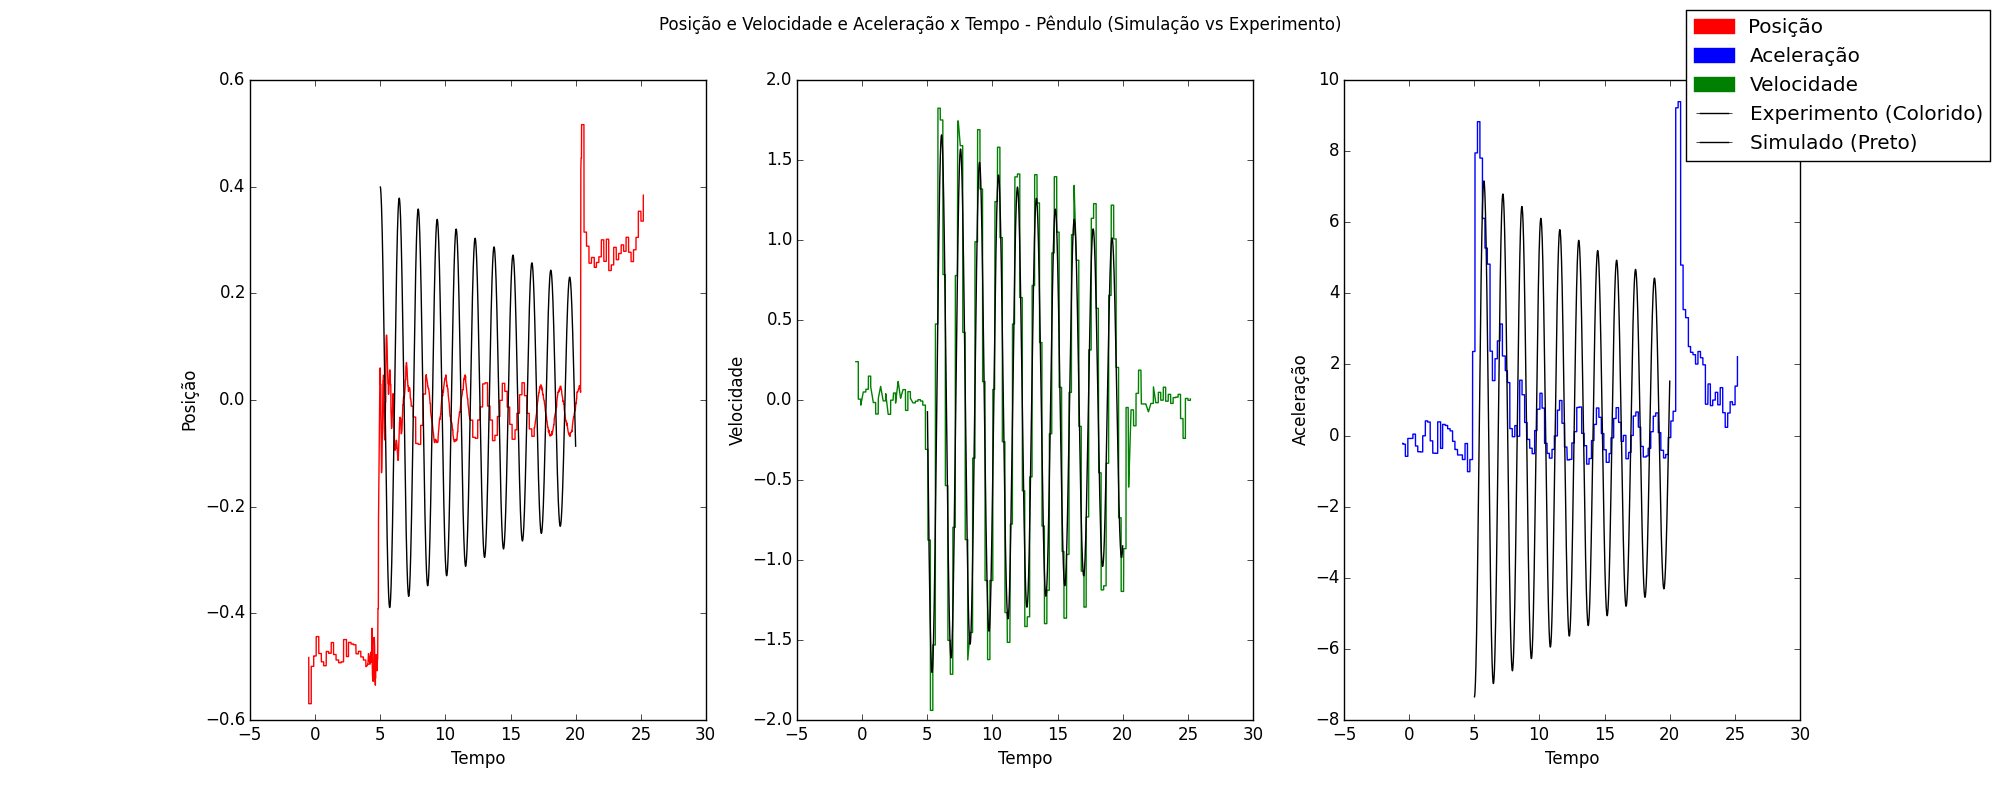 Posição e Velocidade e Aceleração x Tempo - Pêndulo (Simulação vs Experimento)
Posição
Aceleração
Velocidade
Experimento (Colorido)
Simulado (Preto)
0.6
0.4
0.2
0.0
−0.2
−0.4
−0.6
Posição
−5 0 5 10 15 20 25 30
Tempo
2.0
1.5
1.0
0.5
0.0
−0.5
−1.0
−1.5
−2.0
Velocidade
−5 0 5 10 15 20 25 30
Tempo
10
8
6
4
2
0
−2
−4
−6
−8
Aceleração
−5 0 5 10 15 20 25 30
Tempo